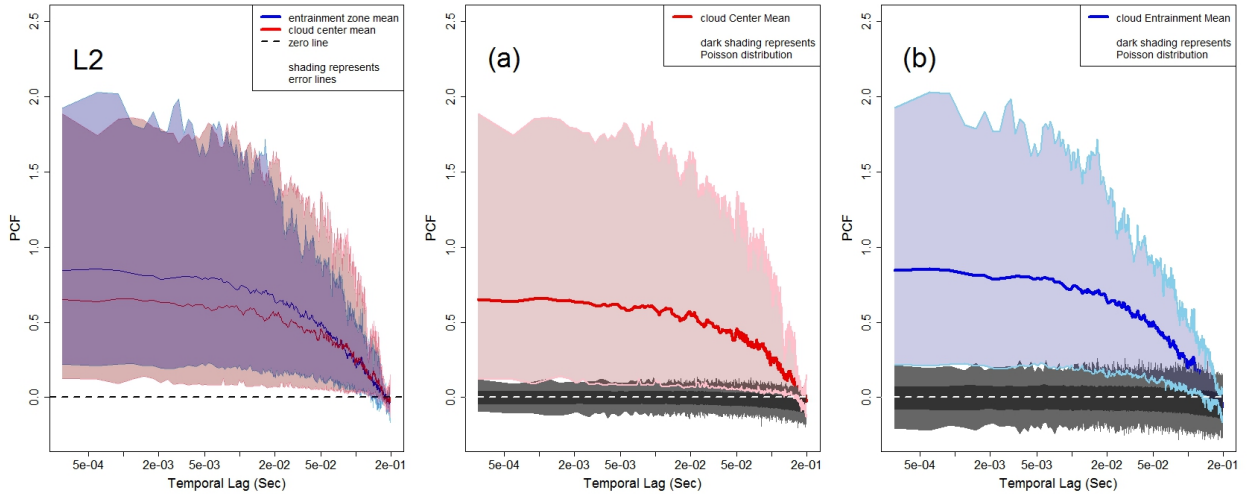 L2
entrainment zone mean
cloud center mean
zero line
shading represents
error lines
PCF
2.5
2.0
1.5
1.0
0.5
0.0
5e-04
2e-03
5e-03
2e-02
5e-02
2e-01
Temporal Lag (Sec)
(a)
cloud Center Mean
dark shading represents
Poisson distribution
PCF
2.5
2.0
1.5
1.0
0.5
0.0
5e-04
2e-03
5e-03
2e-02
5e-02
2e-01
Temporal Lag (Sec)
(b)
cloud Entrainment Mean
dark shading represents
Poisson distribution
PCF
2.5
2.0
1.5
1.0
0.5
0.0
5e-04
2e-03
5e-03
2e-02
5e-02
2e-01
Temporal Lag (Sec)